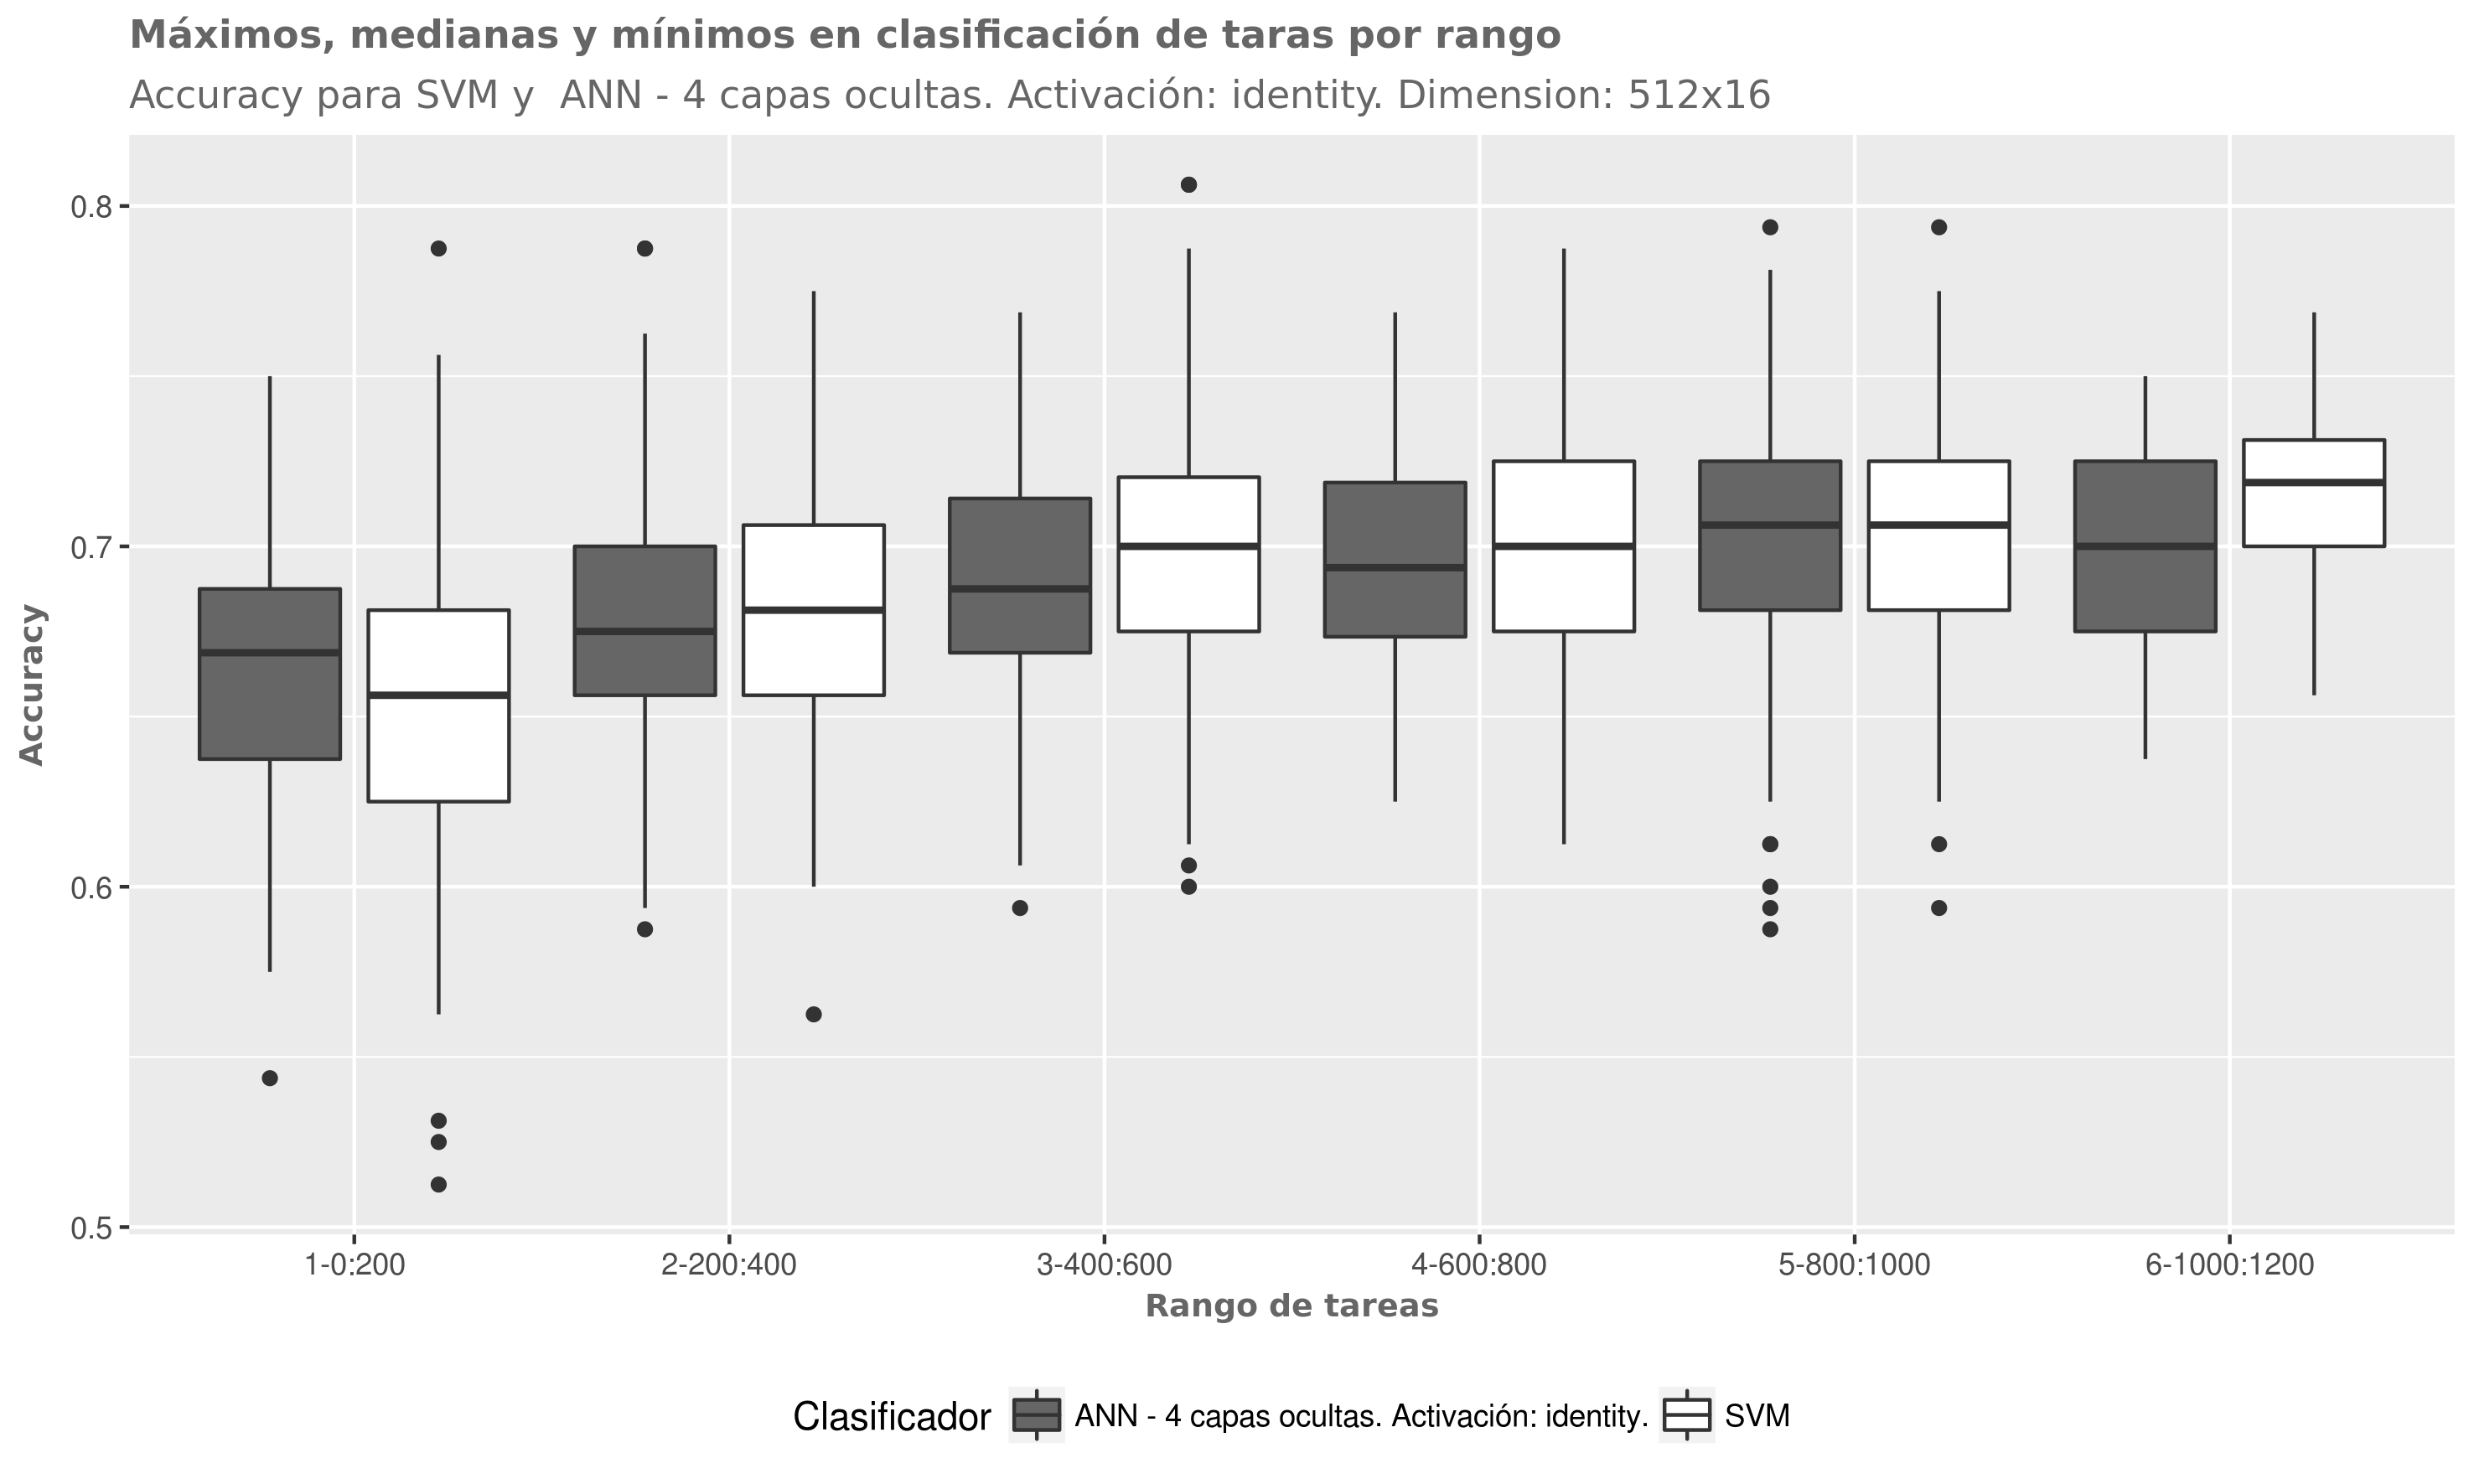 Máximos, medianas y mínimos en clasificación de taras por rango
Accuracy para SVM y  ANN - 4 capas ocultas. Activación: identity. Dimension: 512x16
Accuracy
0.8
0.7
0.6
0.5
1-0:200
2-200:400
3-400:600
4-600:800
5-800:1000
6-1000:1200
Rango de tareas
Clasificador
ANN - 4 capas ocultas. Activación: identity.
SVM